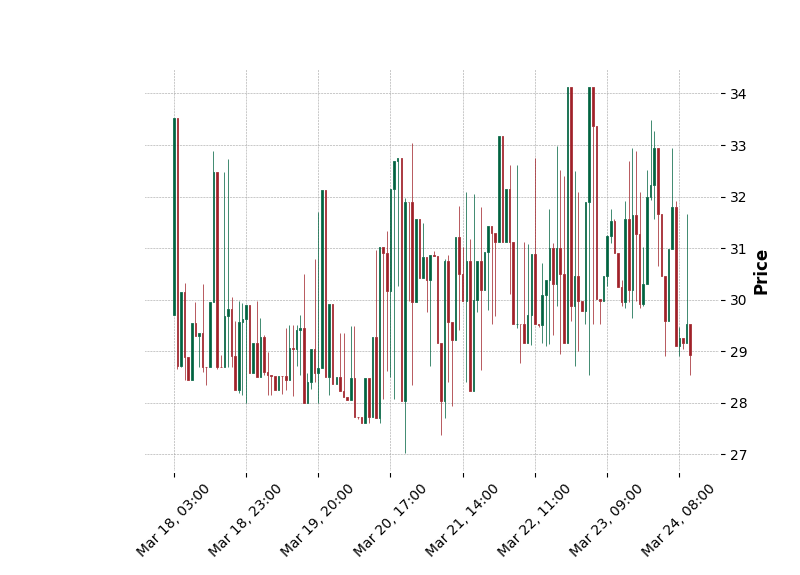 34
33
32
31
30
29
28
27
Price
Mar 18, 03:00
Mar 18, 23:00
Mar 19, 20:00
Mar 20, 17:00
Mar 21, 14:00
Mar 22, 11:00
Mar 23, 09:00
Mar 24, 08:00